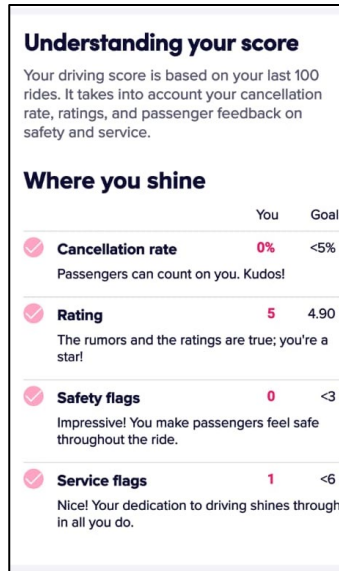 Understanding your score
Your driving score is based on your last 100
rides. It takes into account your cancellation
rate, ratings, and passenger feedback on
safety and service.
Where you shine
You Goal
Cancellation rate 0% <5%
Passengers can count on you. Kudos!
Rating 5 4.90
The rumors and the ratings are true; you're a
star!
Safety flags 0 <3
Impressive! You make passengers feel safe
throughout the ride.
Service flags 1 <6
Nice! Your dedication to driving shines through
in all you do.